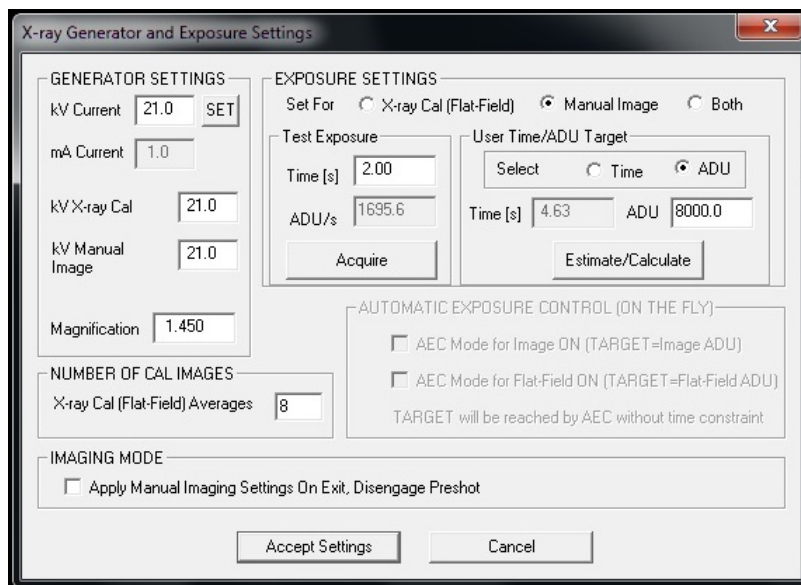 X-ray Generator and Exposure Settings
X
GENERATOR SETTINGS
kV Current 21.0 SET
mA Current 1.0
kV X-ray Cal 21.0
kV Manual
Image 21.0
Magnification 1.450
EXPOSURE SETTINGS
Set For X-ray Cal (Flat-Field) Manual Image Both
Test Exposure
Time [s] 2.00
ADU/s 1695.6
Acquire
User Time/ADU Target
Select Time ADU
Time [s] 4.63 ADU 8000.0
Estimate/Calculate
AUTOMATIC EXPOSURE CONTROL (ON THE FLY)
AEC Mode for Image ON (TARGET=Image ADU)
AEC Mode for Flat-Field ON (TARGET=Flat-Field ADU)
TARGET will be reached by AEC without time constraint
NUMBER OF CAL IMAGES
X-ray Cal (Flat-Field) Averages 8
IMAGING MODE
Apply Manual Imaging Settings On Exit, Disengage Preshot
Accept Settings Cancel